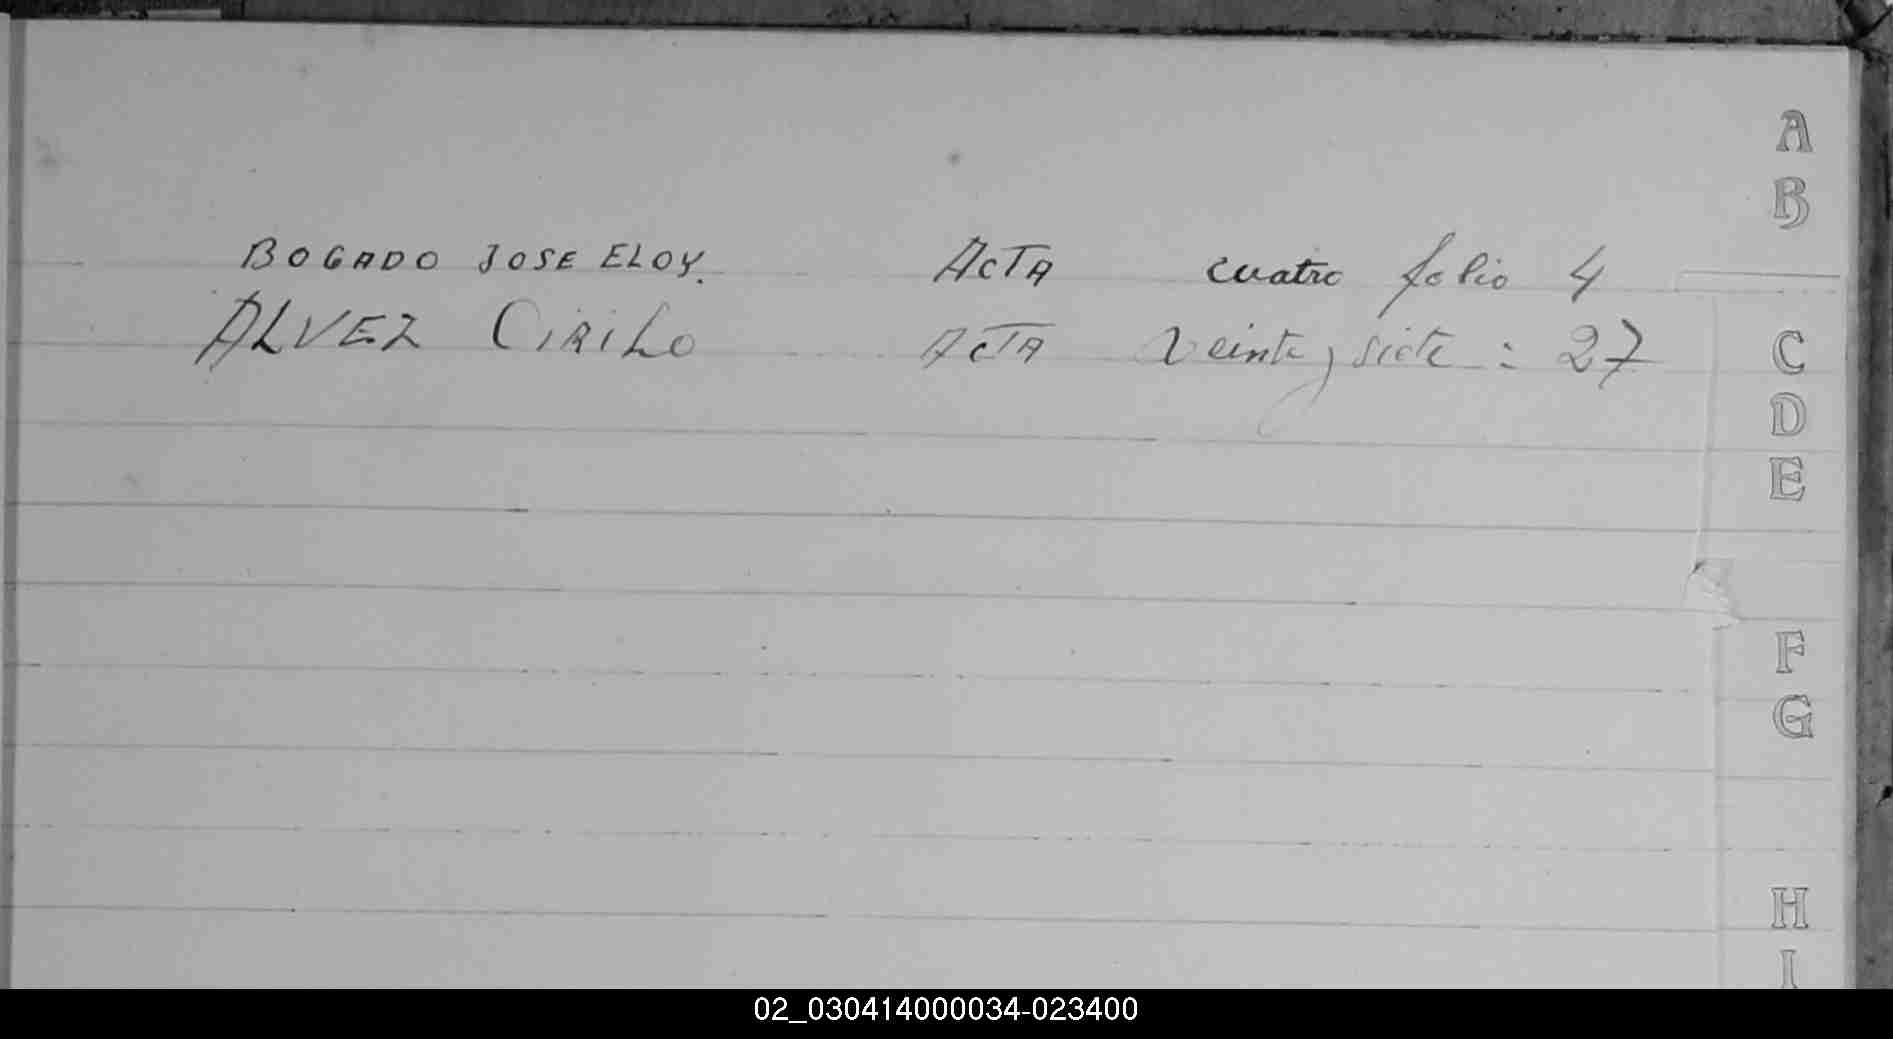 A
B
BOGADO JOSE ELOY. ACTA cuatro folio 4
ALVEZ CIRILO ACTA veinte y siete : 27
C
D
E
F
G
H
I
02_030414000034-023400